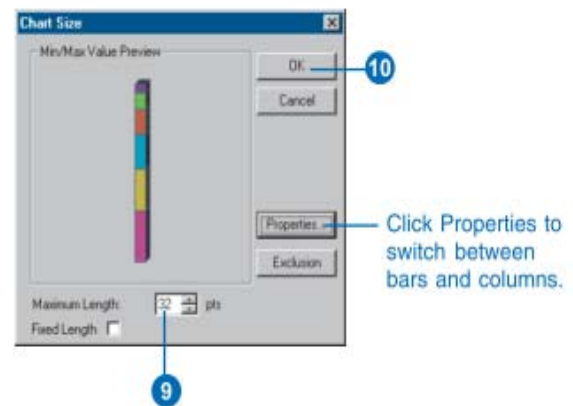 Chart Size
Min/Max Value Preview
OK
10
Cancel
Properties...
Click Properties to
switch between
bars and columns.
Exclusion
Maximum Length:
32
pts
Fixed Length
9